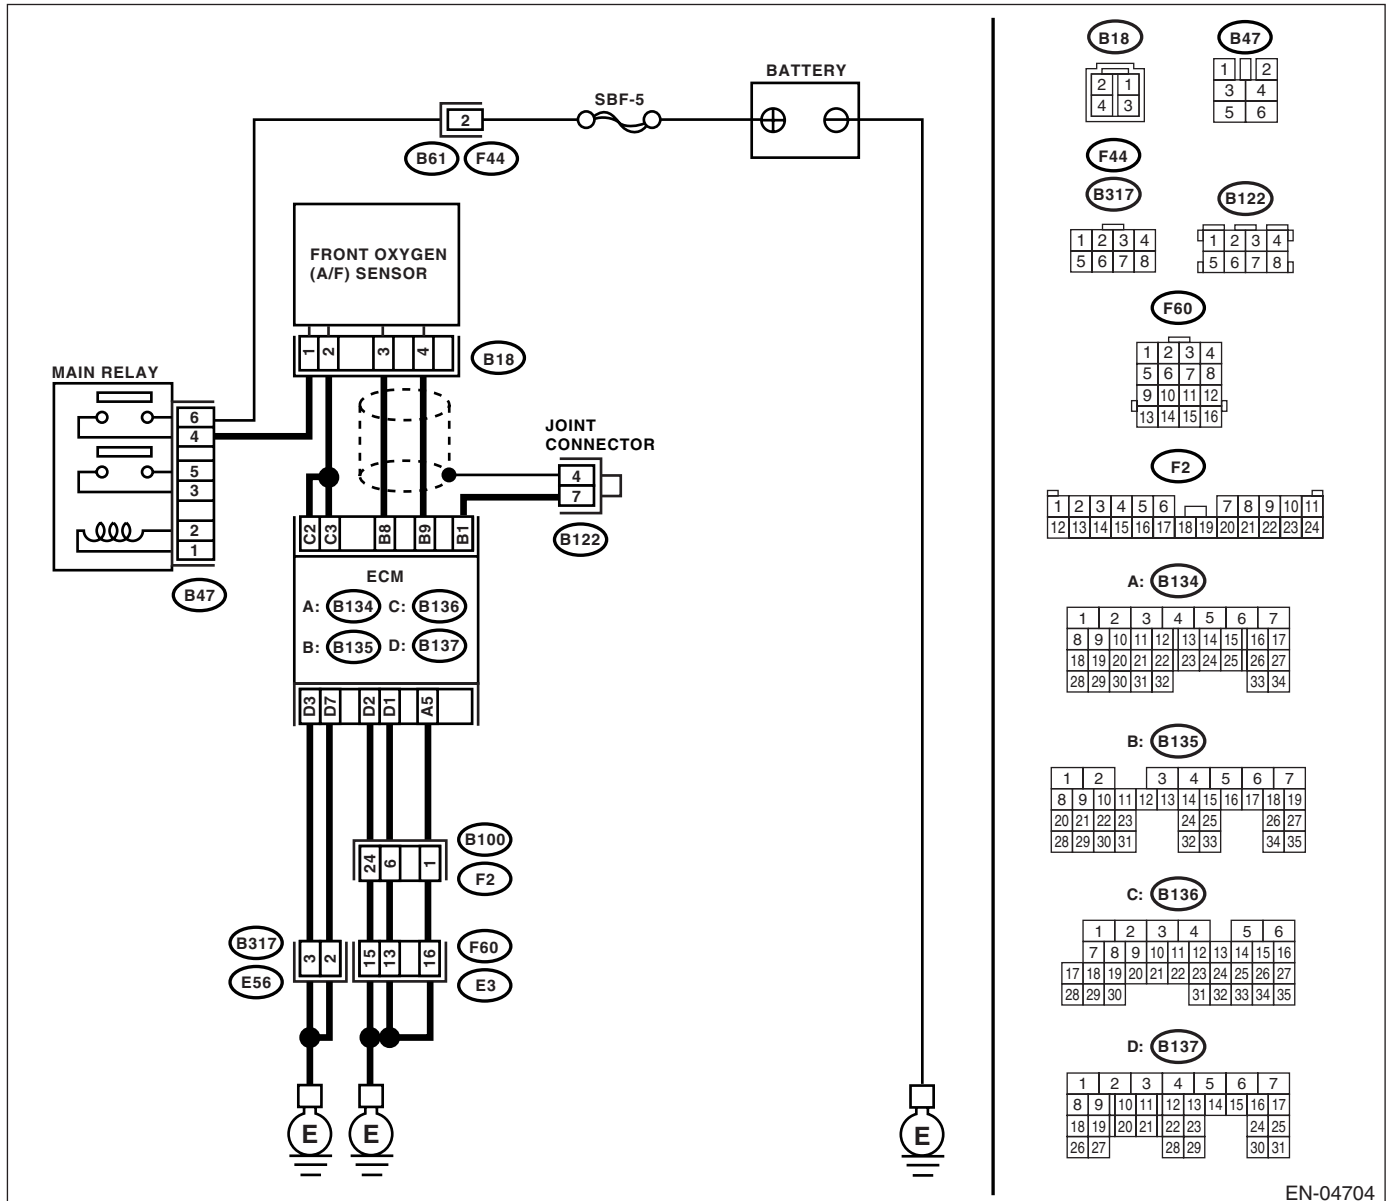 BATTERY
SBF-5
2
B61 F44
FRONT OXYGEN
(A/F) SENSOR
1 2 3 4
B18
MAIN RELAY
6
4
5
3
2
1
B47
JOINT
CONNECTOR
4
7
B122
C2 C3 B8 B9 B1
ECM
A: B134 C: B136
B: B135 D: B137
D3 D7 D2 D1 A5
24 6 1
B100
F2
B317
E56
3 2
15 13 16
F60
E3
E E E
B18
2 1
4 3
B47
1 2
3 4
5 6
F44
B317
1 2 3 4
5 6 7 8
B122
1 2 3 4
5 6 7 8
F60
1 2 3 4
5 6 7 8
9 10 11 12
13 14 15 16
F2
1 2 3 4 5 6 7 8 9 10 11
12 13 14 15 16 17 18 19 20 21 22 23 24
A: B134
1 2 3 4 5 6 7
8 9 10 11 12 13 14 15 16 17
18 19 20 21 22 23 24 25 26 27
28 29 30 31 32 33 34
B: B135
1 2 3 4 5 6 7
8 9 10 11 12 13 14 15 16 17 18 19
20 21 22 23 24 25 26 27
28 29 30 31 32 33 34 35
C: B136
1 2 3 4 5 6
7 8 9 10 11 12 13 14 15 16
17 18 19 20 21 22 23 24 25 26 27
28 29 30 31 32 33 34 35
D: B137
1 2 3 4 5 6 7
8 9 10 11 12 13 14 15 16 17
18 19 20 21 22 23 24 25
26 27 28 29 30 31
EN-04704